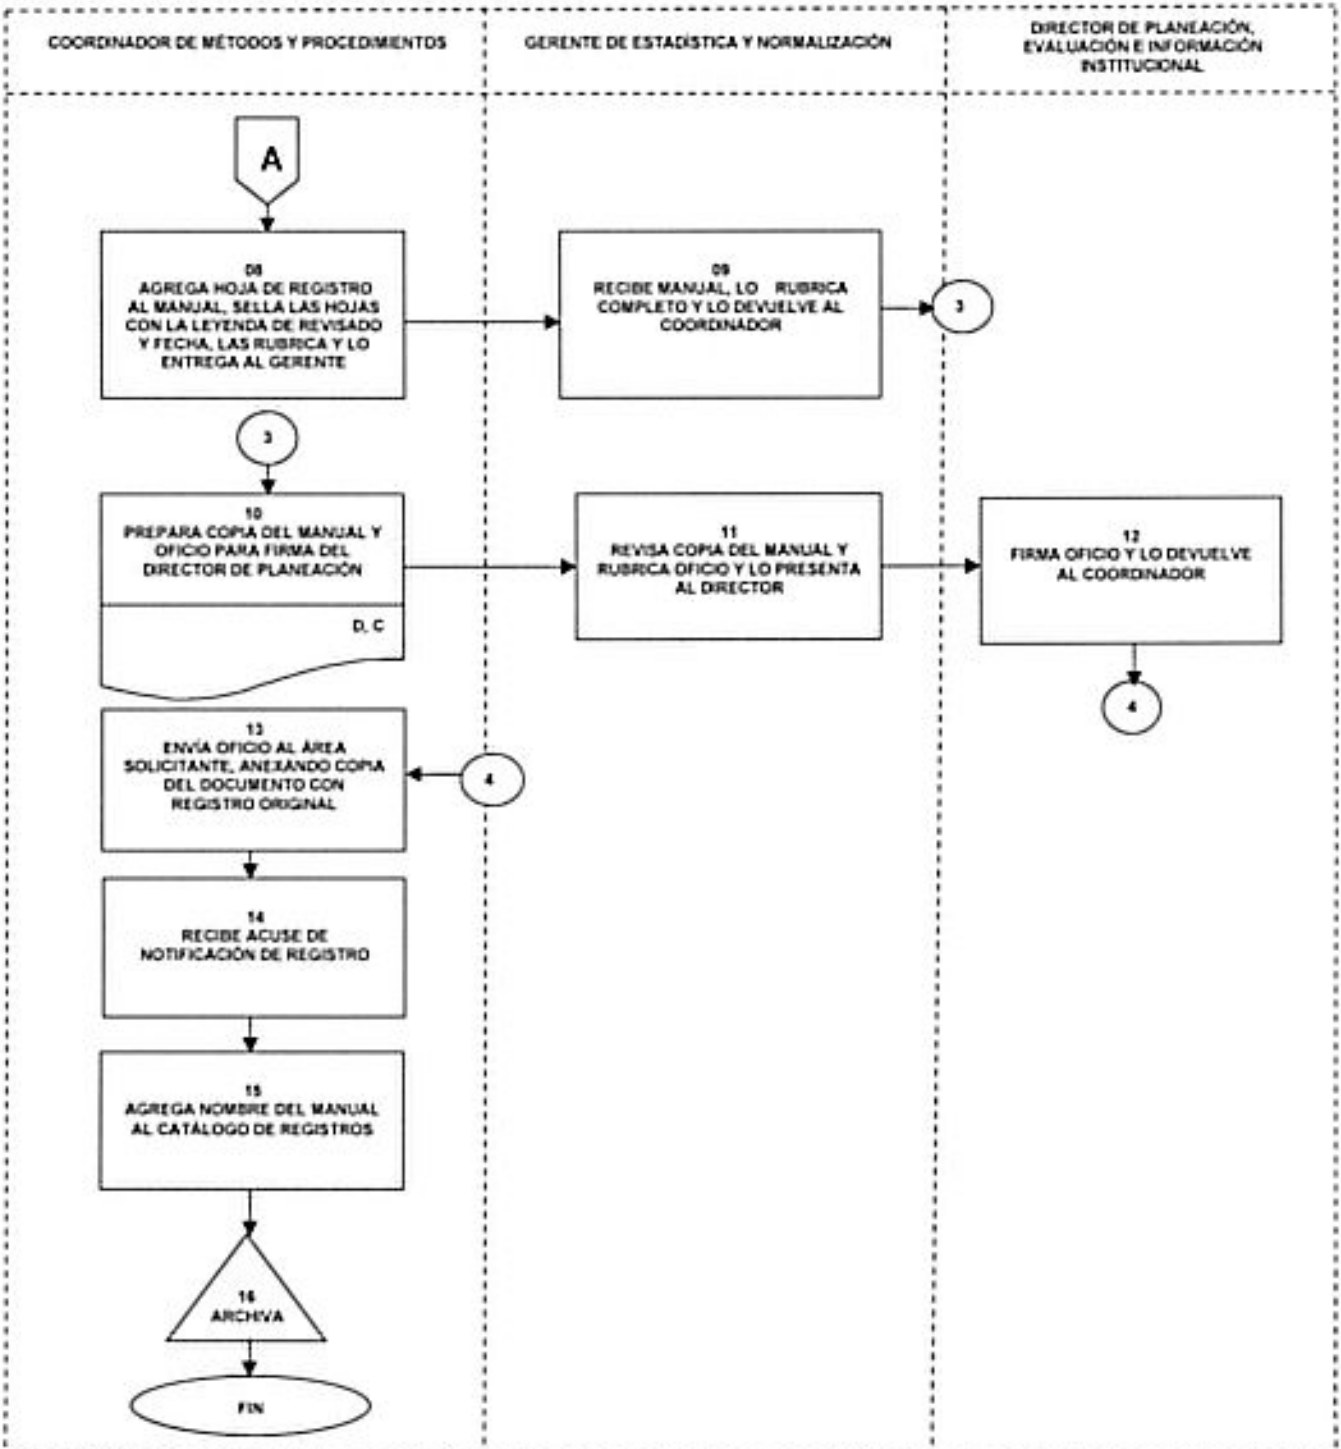 COORDINADOR DE MÉTODOS Y PROCEDIMIENTOS
GERENTE DE ESTADÍSTICA Y NORMALIZACIÓN
DIRECTOR DE PLANEACIÓN,
EVALUACIÓN E INFORMACIÓN
INSTITUCIONAL
A
08
AGREGA HOJA DE REGISTRO
AL MANUAL, SELLA LAS HOJAS
CON LA LEYENDA DE REVISADO
Y FECHA, LAS RUBRICA Y LO
ENTREGA AL GERENTE
09
RECIBE MANUAL, LO RUBRICA
COMPLETO Y LO DEVUELVE AL
COORDINADOR
3
3
10
PREPARA COPIA DEL MANUAL Y
OFICIO PARA FIRMA DEL
DIRECTOR DE PLANEACIÓN
D, C
11
REVISA COPIA DEL MANUAL Y
RUBRICA OFICIO Y LO PRESENTA
AL DIRECTOR
12
FIRMA OFICIO Y LO DEVUELVE
AL COORDINADOR
4
13
ENVÍA OFICIO AL ÁREA
SOLICITANTE, ANEXANDO COPIA
DEL DOCUMENTO CON
REGISTRO ORIGINAL
4
14
RECIBE ACUSE DE
NOTIFICACIÓN DE REGISTRO
15
AGREGA NOMBRE DEL MANUAL
AL CATÁLOGO DE REGISTROS
16
ARCHIVA
FIN